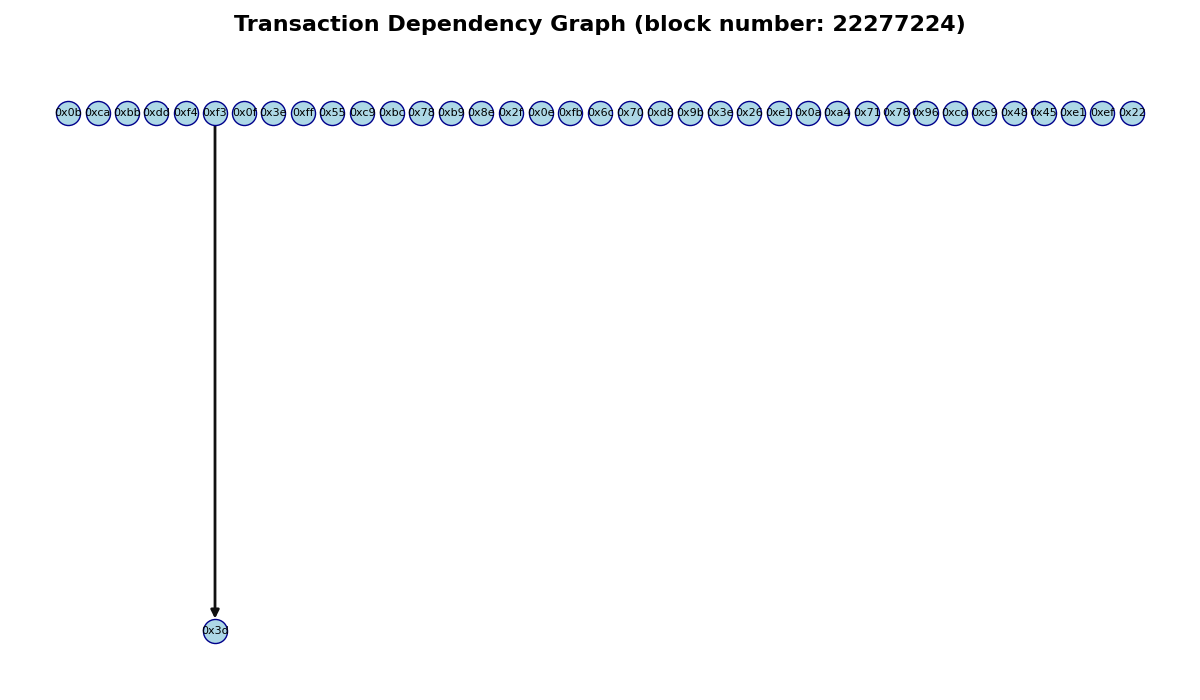 Transaction Dependency Graph (block number: 22277224)
0x0b 0xca 0xbb 0xdd 0xf4 0xf3 0x0f 0x3e 0xff 0x55 0xc9 0xbc 0x78 0xb9 0x8e 0x2f 0x0e 0xfb 0x6c 0x70 0xd8 0x9b 0x3e 0x26 0xe1 0x0a 0xa4 0x71 0x78 0x96 0xcd 0xc9 0x48 0x45 0xe1 0xef 0x22
0x3d